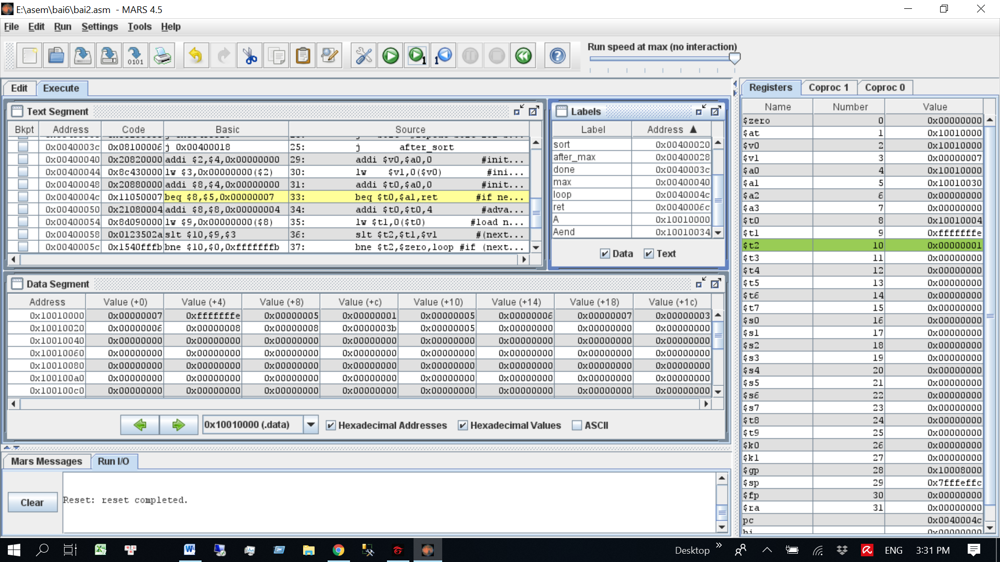 E:\asem\bai6\bai2.asm - MARS 4.5
File Edit Run Settings Tools Help
Run speed at max (no interaction)
Edit Execute
Text Segment
Bkpt Address Code Basic Source
0x0040003c 0x08100006 j 0x00400018 25: j after_sort
0x00400040 0x20820000 addi $2,$4,0x00000000 29: addi $v0,$a0,0 #init...
0x00400044 0x8c430000 lw $3,0x00000000($2) 30: lw $v1,0($v0) #ini...
0x00400048 0x20880000 addi $8,$4,0x00000000 31: addi $t0,$a0,0 #init...
0x0040004c 0x11050007 beq $8,$5,0x00000007 33: beq $t0,$a1,ret #if ne...
0x00400050 0x21080004 addi $8,$8,0x00000004 34: addi $t0,$t0,4 #adva...
0x00400054 0x8d090000 lw $9,0x00000000($8) 35: lw $t1,0($t0) #load n...
0x00400058 0x0123502a slt $10,$9,$3 36: slt $t2,$t1,$v1 #(next...
0x0040005c 0x1540fffb bne $10,$0,0xfffffffb 37: bne $t2,$zero,loop #if (next...
Labels
Label Address ▲
sort 0x00400020
after_max 0x00400028
done 0x0040003c
max 0x00400040
loop 0x0040004c
ret 0x0040006c
A 0x10010000
Aend 0x10010034
Data Text
Data Segment
Address Value (+0) Value (+4) Value (+8) Value (+c) Value (+10) Value (+14) Value (+18) Value (+1c)
0x10010000 0x00000007 0xfffffffe 0x00000005 0x00000001 0x00000005 0x00000006 0x00000007 0x00000003
0x10010020 0x00000006 0x00000008 0x00000008 0x0000003b 0x00000005 0x00000000 0x00000000 0x00000000
0x10010040 0x00000000 0x00000000 0x00000000 0x00000000 0x00000000 0x00000000 0x00000000 0x00000000
0x10010060 0x00000000 0x00000000 0x00000000 0x00000000 0x00000000 0x00000000 0x00000000 0x00000000
0x10010080 0x00000000 0x00000000 0x00000000 0x00000000 0x00000000 0x00000000 0x00000000 0x00000000
0x100100a0 0x00000000 0x00000000 0x00000000 0x00000000 0x00000000 0x00000000 0x00000000 0x00000000
0x100100c0 0x00000000 0x00000000 0x00000000 0x00000000 0x00000000 0x00000000 0x00000000 0x00000000
0x10010000 (.data) Hexadecimal Addresses Hexadecimal Values ASCII
Mars Messages Run I/O
Clear
Reset: reset completed.
Registers Coproc 1 Coproc 0
Name Number Value
$zero 0 0x00000000
$at 1 0x10010000
$v0 2 0x10010000
$v1 3 0x00000007
$a0 4 0x10010000
$a1 5 0x10010030
$a2 6 0x00000000
$a3 7 0x00000000
$t0 8 0x10010004
$t1 9 0xfffffffe
$t2 10 0x00000001
$t3 11 0x00000000
$t4 12 0x00000000
$t5 13 0x00000000
$t6 14 0x00000000
$t7 15 0x00000000
$s0 16 0x00000000
$s1 17 0x00000000
$s2 18 0x00000000
$s3 19 0x00000000
$s4 20 0x00000000
$s5 21 0x00000000
$s6 22 0x00000000
$s7 23 0x00000000
$t8 24 0x00000000
$t9 25 0x00000000
$k0 26 0x00000000
$k1 27 0x00000000
$gp 28 0x10008000
$sp 29 0x7fffeffc
$fp 30 0x00000000
$ra 31 0x00000000
pc 0x0040004c
hi 0x00000000
Desktop ENG 3:31 PM